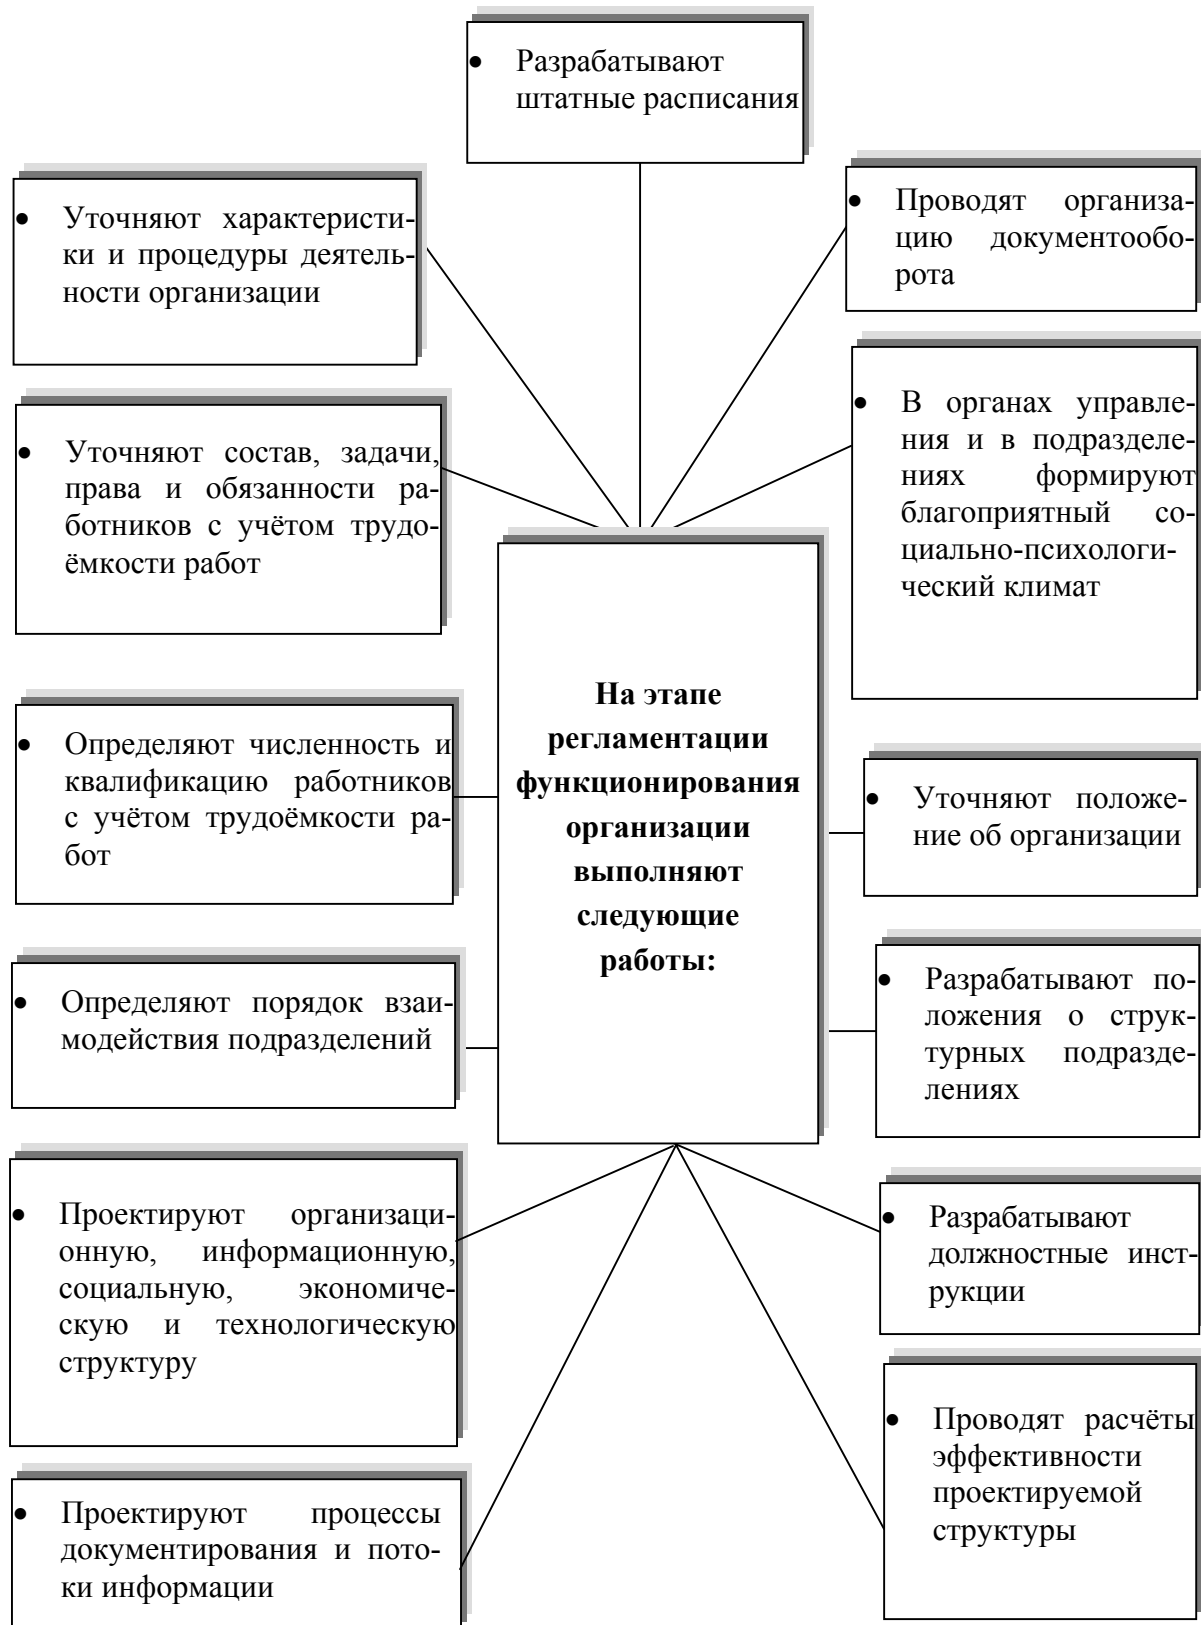 • Разрабатывают
штатные расписания
• Уточняют характеристи-
ки и процедуры деятель-
ности организации
• Проводят организа-
цию документообо-
рота
• Уточняют состав, задачи,
права и обязанности ра-
ботников с учётом трудо-
ёмкости работ
• В органах управле-
ния и в подразделе-
ниях формируют
благоприятный со-
циально-психологи-
ческий климат
На этапе
регламентации
функционирования
организации
выполняют
следующие
работы:
• Определяют численность и
квалификацию работников
с учётом трудоёмкости ра-
бот
• Уточняют положе-
ние об организации
• Определяют порядок взаи-
модействия подразделений
• Разрабатывают по-
ложения о струк-
турных подразде-
лениях
• Проектируют организаци-
онную, информационную,
социальную, экономиче-
скую и технологическую
структуру
• Разрабатывают
должностные инст-
рукции
• Проектируют процессы
документирования и пото-
ки информации
• Проводят расчёты
эффективности
проектируемой
структуры